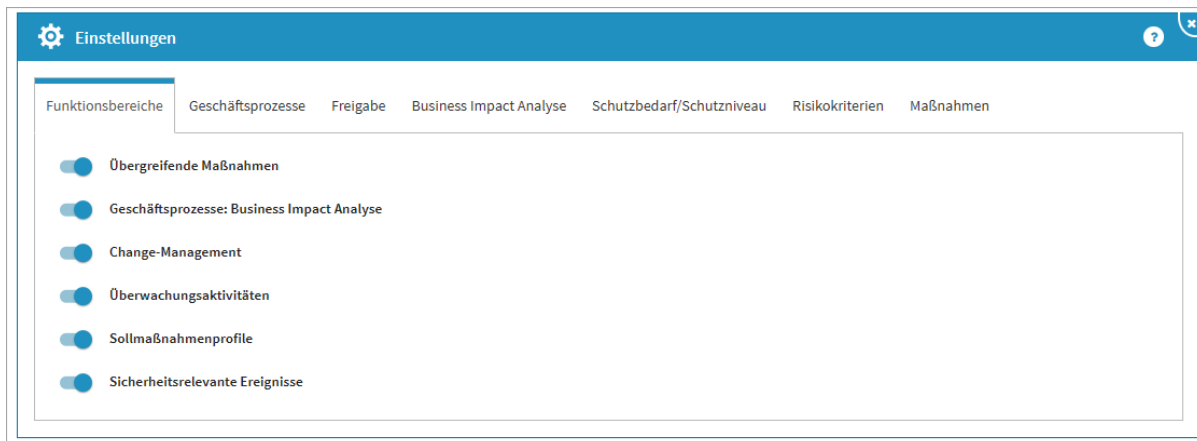 Einstellungen
?
Funktionsbereiche Geschäftsprozesse Freigabe Business Impact Analyse Schutzbedarf/Schutzniveau Risikokriterien Maßnahmen
Übergreifende Maßnahmen
Geschäftsprozesse: Business Impact Analyse
Change-Management
Überwachungsaktivitäten
Sollmaßnahmenprofile
Sicherheitsrelevante Ereignisse